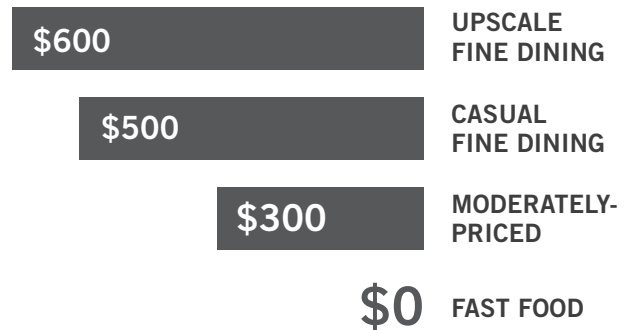 $600
UPSCALE
FINE DINING
$500
CASUAL
FINE DINING
$300
MODERATELY-
PRICED
$0
FAST FOOD